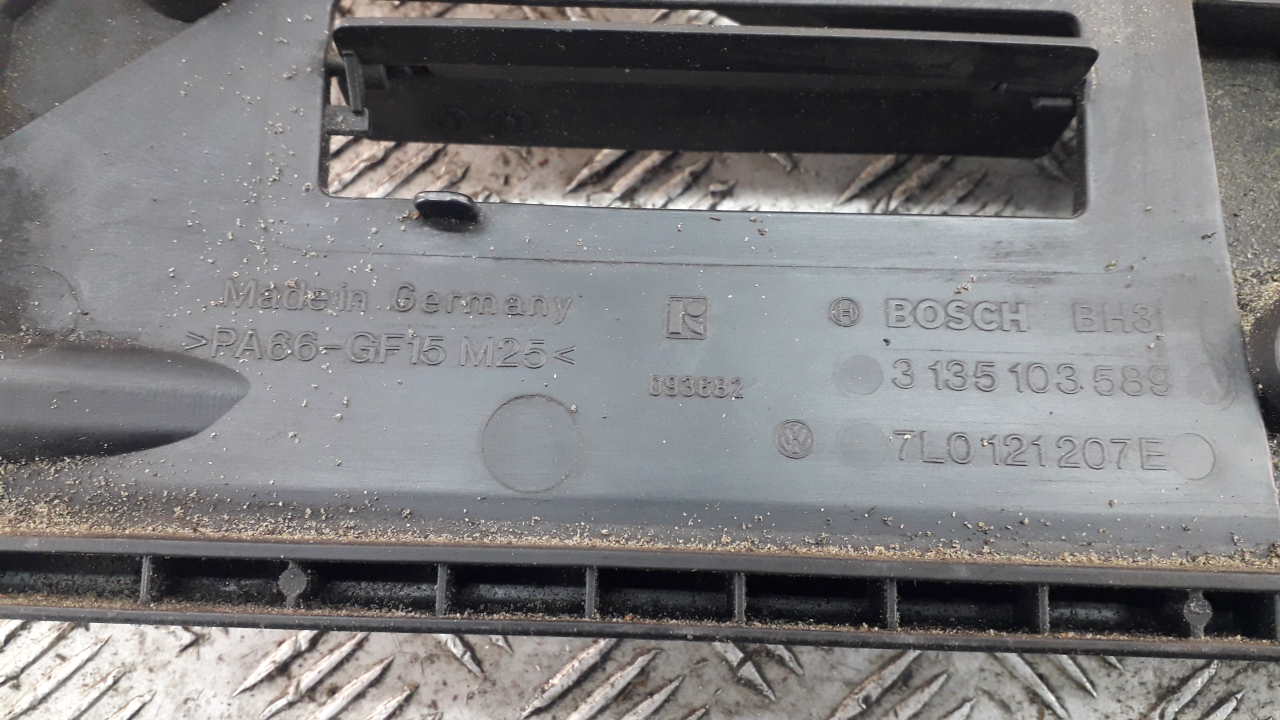 Made in Germany
>PA66-GF15 M25<
093682
BOSCH BH3
3 135 103 589
7L0 121 207 E